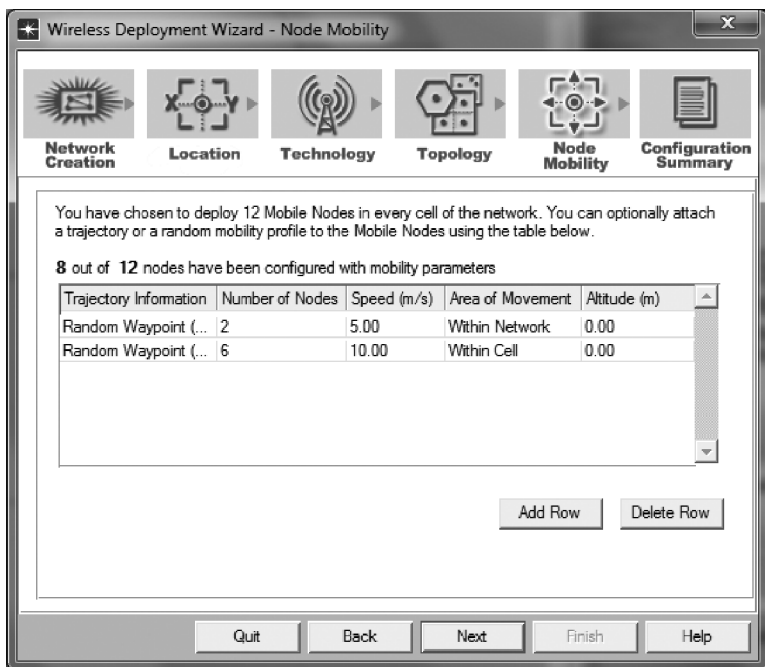 Wireless Deployment Wizard - Node Mobility
X
X Y
Network Creation
Location
Technology
Topology
Node Mobility
Configuration Summary
You have chosen to deploy 12 Mobile Nodes in every cell of the network. You can optionally attach
a trajectory or a random mobility profile to the Mobile Nodes using the table below.
8 out of 12 nodes have been configured with mobility parameters
Trajectory Information Number of Nodes Speed (m/s) Area of Movement Altitude (m)
Random Waypoint (... 2 5.00 Within Network 0.00
Random Waypoint (... 6 10.00 Within Cell 0.00
Add Row Delete Row
Quit Back Next Finish Help